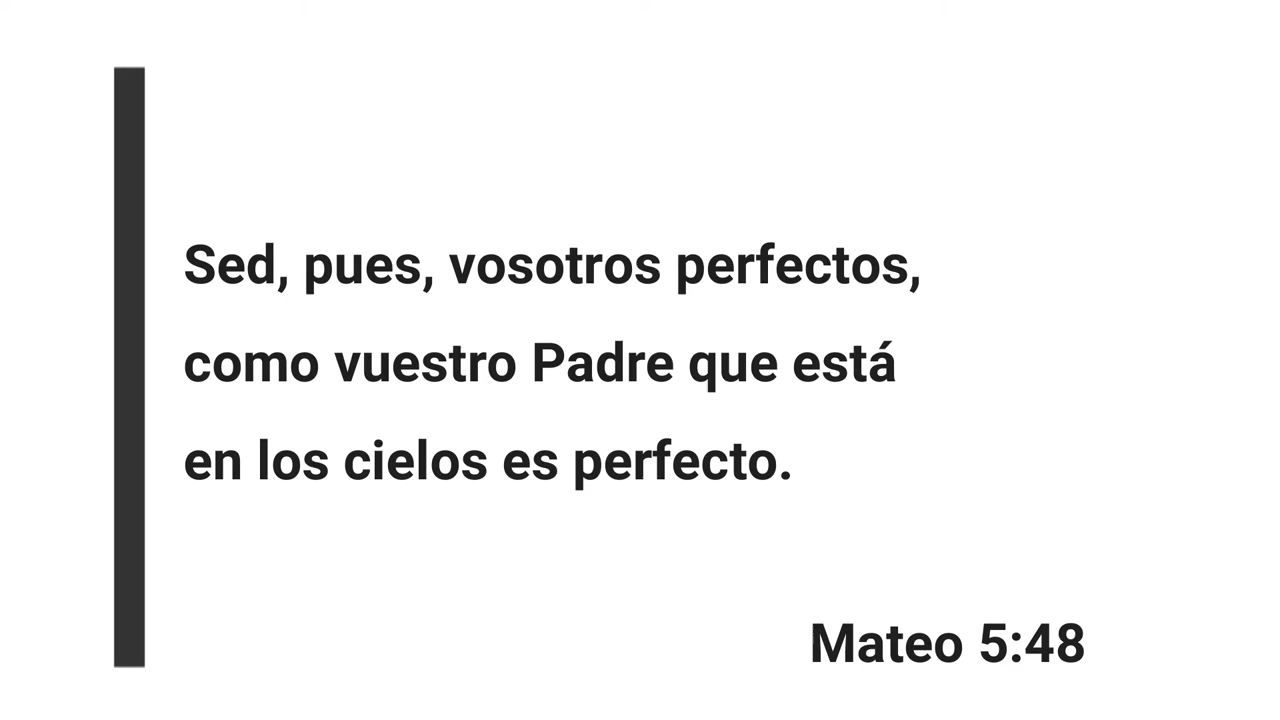 Sed, pues, vosotros perfectos,
como vuestro Padre que está
en los cielos es perfecto.
Mateo 5:48